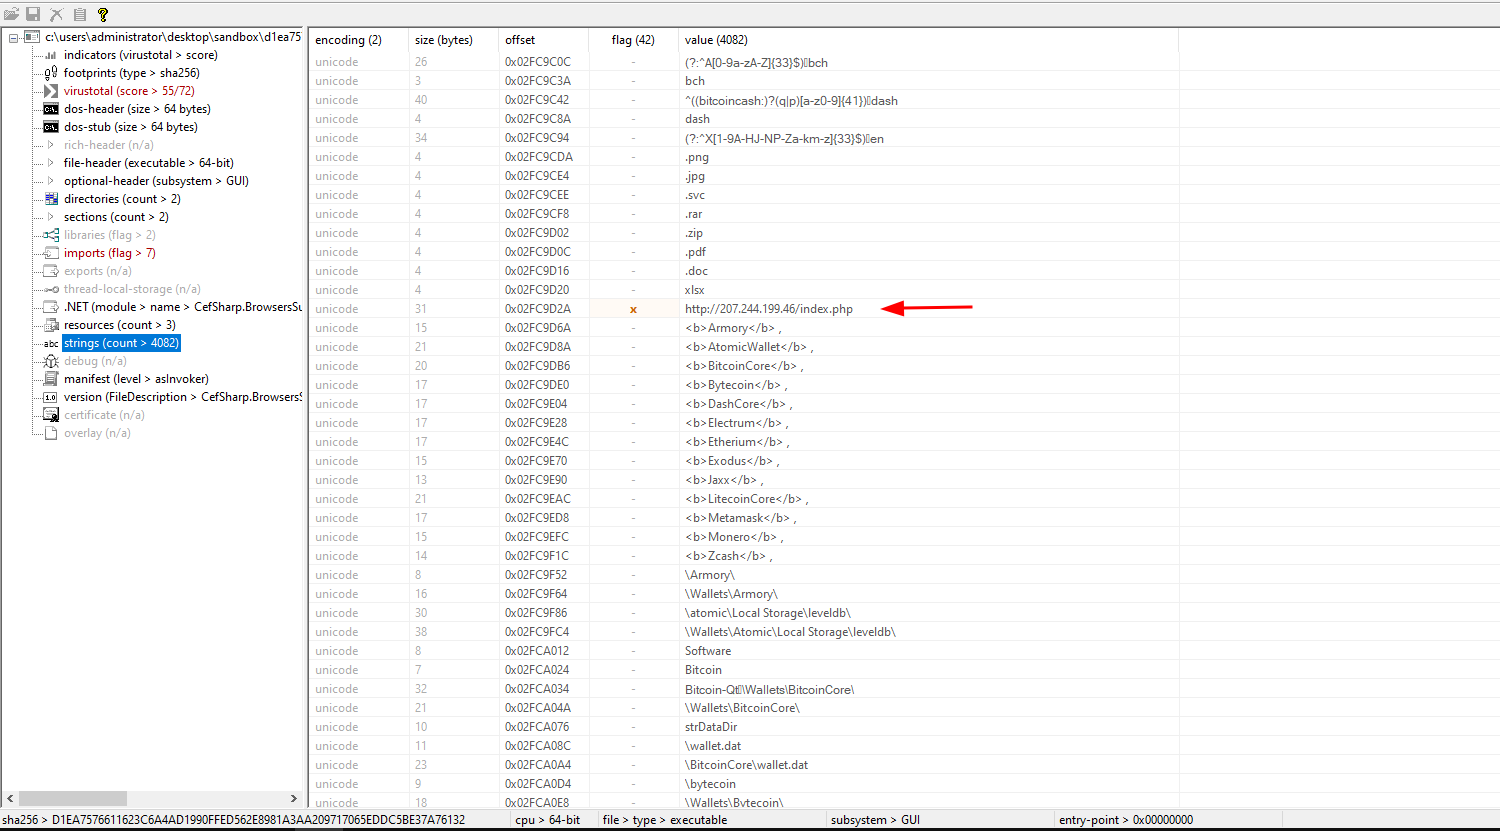 c:\users\administrator\desktop\sandbox\d1ea75
indicators (virustotal > score)
footprints (type > sha256)
virustotal (score > 55/72)
dos-header (size > 64 bytes)
dos-stub (size > 64 bytes)
rich-header (n/a)
file-header (executable > 64-bit)
optional-header (subsystem > GUI)
directories (count > 2)
sections (count > 2)
libraries (flag > 2)
imports (flag > 7)
exports (n/a)
thread-local-storage (n/a)
.NET (module > name > CefSharp.BrowsersSu
resources (count > 3)
abc strings (count > 4082)
debug (n/a)
manifest (level > asInvoker)
1.0 version (FileDescription > CefSharp.BrowsersS
certificate (n/a)
overlay (n/a)
encoding (2) size (bytes) offset flag (42) value (4082)
unicode 26 0x02FC9C0C - (?:^A[0-9a-zA-Z]{33}$)bch
unicode 3 0x02FC9C3A - bch
unicode 40 0x02FC9C42 - ^((bitcoincash:)?(q|p)[a-z0-9]{41})dash
unicode 4 0x02FC9C8A - dash
unicode 34 0x02FC9C94 - (?:^X[1-9A-HJ-NP-Za-km-z]{33}$)en
unicode 4 0x02FC9CDA - .png
unicode 4 0x02FC9CE4 - .jpg
unicode 4 0x02FC9CEE - .svc
unicode 4 0x02FC9CF8 - .rar
unicode 4 0x02FC9D02 - .zip
unicode 4 0x02FC9D0C - .pdf
unicode 4 0x02FC9D16 - .doc
unicode 4 0x02FC9D20 - xlsx
unicode 31 0x02FC9D2A x http://207.244.199.46/index.php
unicode 15 0x02FC9D6A - <b>Armory</b> ,
unicode 21 0x02FC9D8A - <b>AtomicWallet</b> ,
unicode 20 0x02FC9DB6 - <b>BitcoinCore</b> ,
unicode 17 0x02FC9DE0 - <b>Bytecoin</b> ,
unicode 17 0x02FC9E04 - <b>DashCore</b> ,
unicode 17 0x02FC9E28 - <b>Electrum</b> ,
unicode 17 0x02FC9E4C - <b>Etherium</b> ,
unicode 15 0x02FC9E70 - <b>Exodus</b> ,
unicode 13 0x02FC9E90 - <b>Jaxx</b> ,
unicode 21 0x02FC9EAC - <b>LitecoinCore</b> ,
unicode 17 0x02FC9ED8 - <b>Metamask</b> ,
unicode 15 0x02FC9EFC - <b>Monero</b> ,
unicode 14 0x02FC9F1C - <b>Zcash</b> ,
unicode 8 0x02FC9F52 - \Armory\
unicode 16 0x02FC9F64 - \Wallets\Armory\
unicode 30 0x02FC9F86 - \atomic\Local Storage\leveldb\
unicode 38 0x02FC9FC4 - \Wallets\Atomic\Local Storage\leveldb\
unicode 8 0x02FCA012 - Software
unicode 7 0x02FCA024 - Bitcoin
unicode 32 0x02FCA034 - Bitcoin-Qt\Wallets\BitcoinCore\
unicode 21 0x02FCA04A - \Wallets\BitcoinCore\
unicode 10 0x02FCA076 - strDataDir
unicode 11 0x02FCA08C - \wallet.dat
unicode 23 0x02FCA0A4 - \BitcoinCore\wallet.dat
unicode 9 0x02FCA0D4 - \bytecoin
unicode 18 0x02FCA0E8 - \Wallets\Bytecoin\
sha256 > D1EA7576611623C6A4AD1990FFED562E8981A3AA209717065EDDC5BE37A76132 cpu > 64-bit file > type > executable subsystem > GUI entry-point > 0x00000000